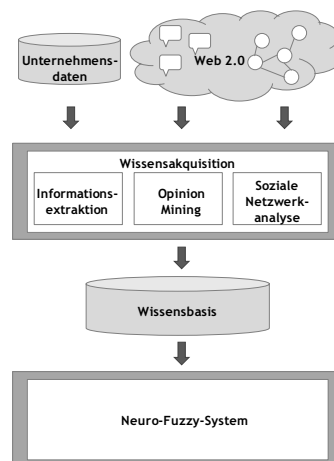 Unternehmens-
daten
Web 2.0
Wissensakquisition
Informations-
extraktion
Opinion
Mining
Soziale
Netzwerk-
analyse
Wissensbasis
Neuro-Fuzzy-System